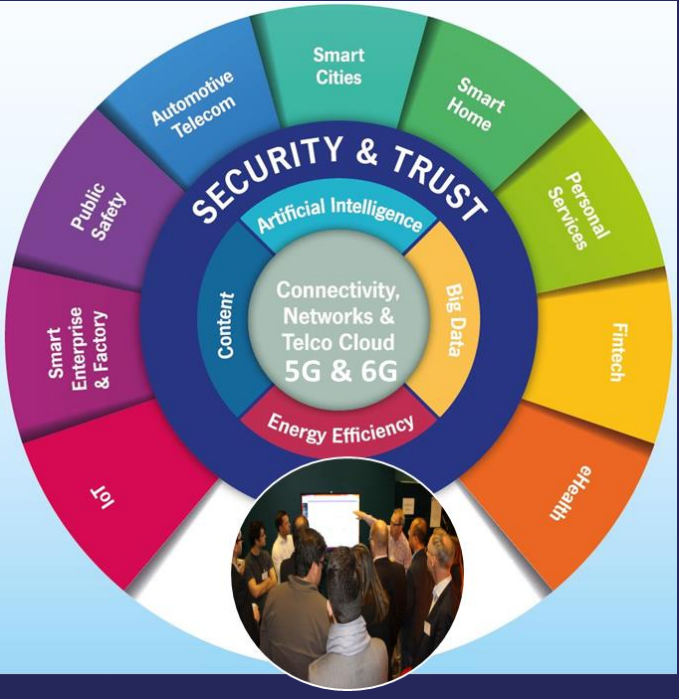 Smart
Cities
Smart
Home
Personal
Services
Fintech
eHealth
Automotive
Telecom
Public
Safety
Smart
Enterprise
& Factory
IoT
SECURITY & TRUST
Artificial Intelligence
Big Data
Energy Efficiency
Content
Connectivity,
Networks &
Telco Cloud
5G & 6G